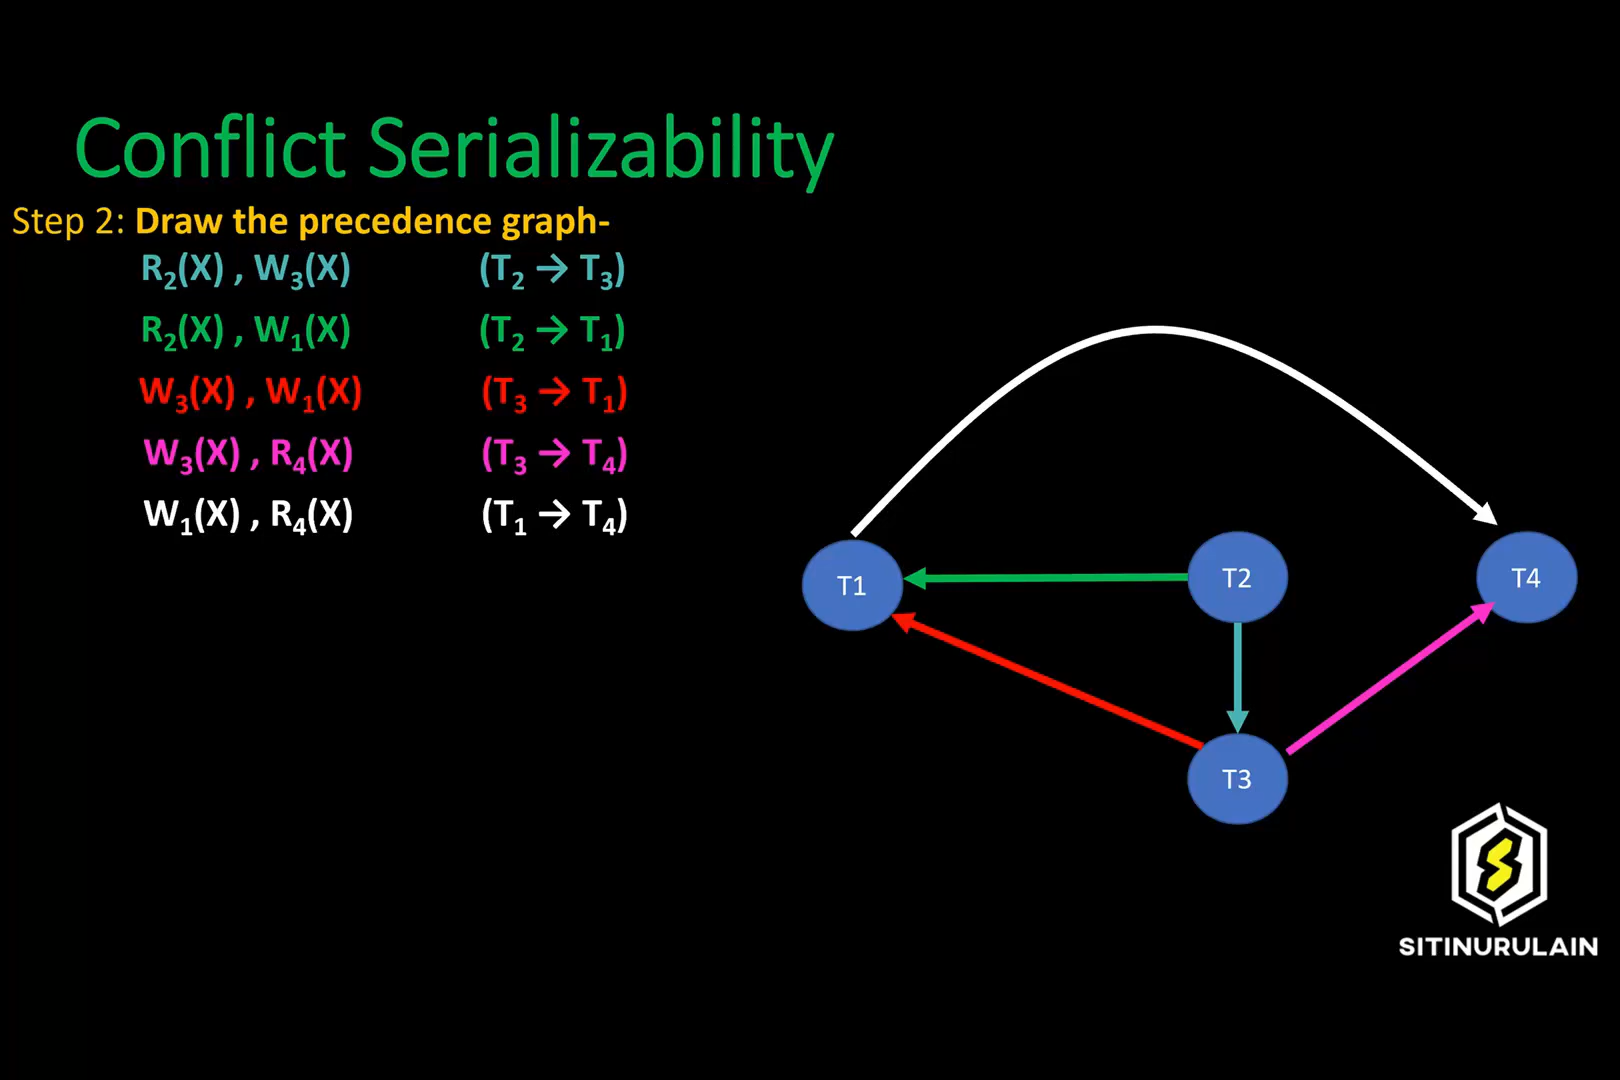 Conflict Serializability
Step 2: Draw the precedence graph-
R₂(X) , W₃(X) (T₂ → T₃)
R₂(X) , W₁(X) (T₂ → T₁)
W₃(X) , W₁(X) (T₃ → T₁)
W₃(X) , R₄(X) (T₃ → T₄)
W₁(X) , R₄(X) (T₁ → T₄)
T1
T2
T4
T3
SITINURULAIN